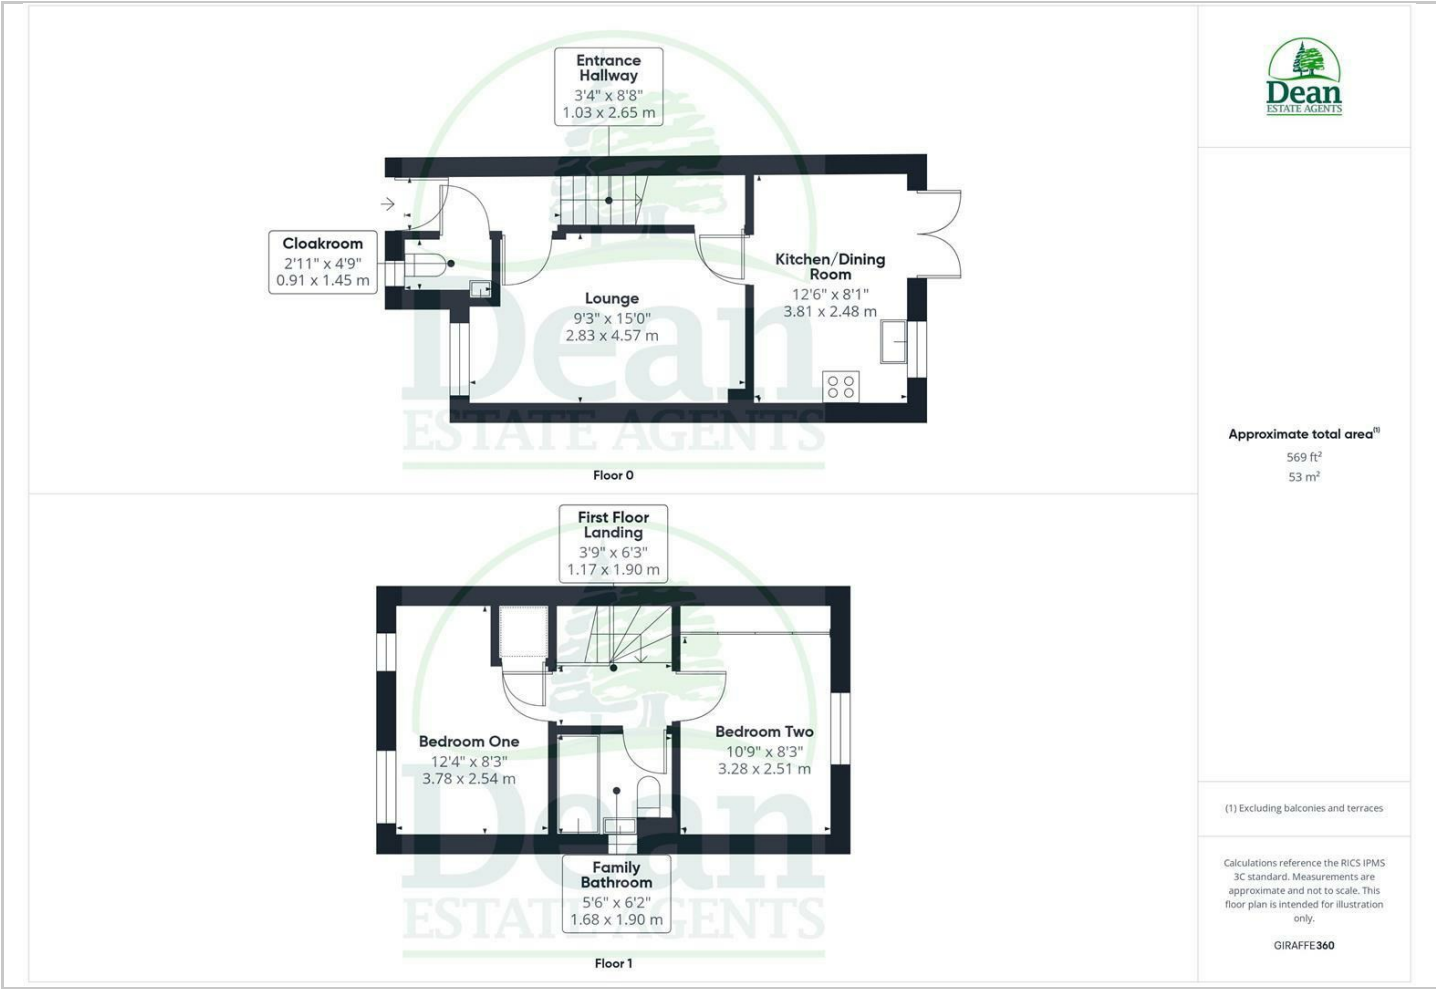 Entrance
Hallway
3'4" x 8'8"
1.03 x 2.65 m
Cloakroom
2'11" x 4'9"
0.91 x 1.45 m
Lounge
9'3" x 15'0"
2.83 x 4.57 m
Kitchen/Dining
Room
12'6" x 8'1"
3.81 x 2.48 m
Dean
ESTATE AGENTS
Floor 0
First Floor
Landing
3'9" x 6'3"
1.17 x 1.90 m
Bedroom One
12'4" x 8'3"
3.78 x 2.54 m
Bedroom Two
10'9" x 8'3"
3.28 x 2.51 m
Family
Bathroom
5'6" x 6'2"
1.68 x 1.90 m
Dean
ESTATE AGENTS
Floor 1
Dean
ESTATE AGENTS
Approximate total area(1)
569 ft²
53 m²
(1) Excluding balconies and terraces
Calculations reference the RICS IPMS
3C standard. Measurements are
approximate and not to scale. This
floor plan is intended for illustration
only.
GIRAFFE360